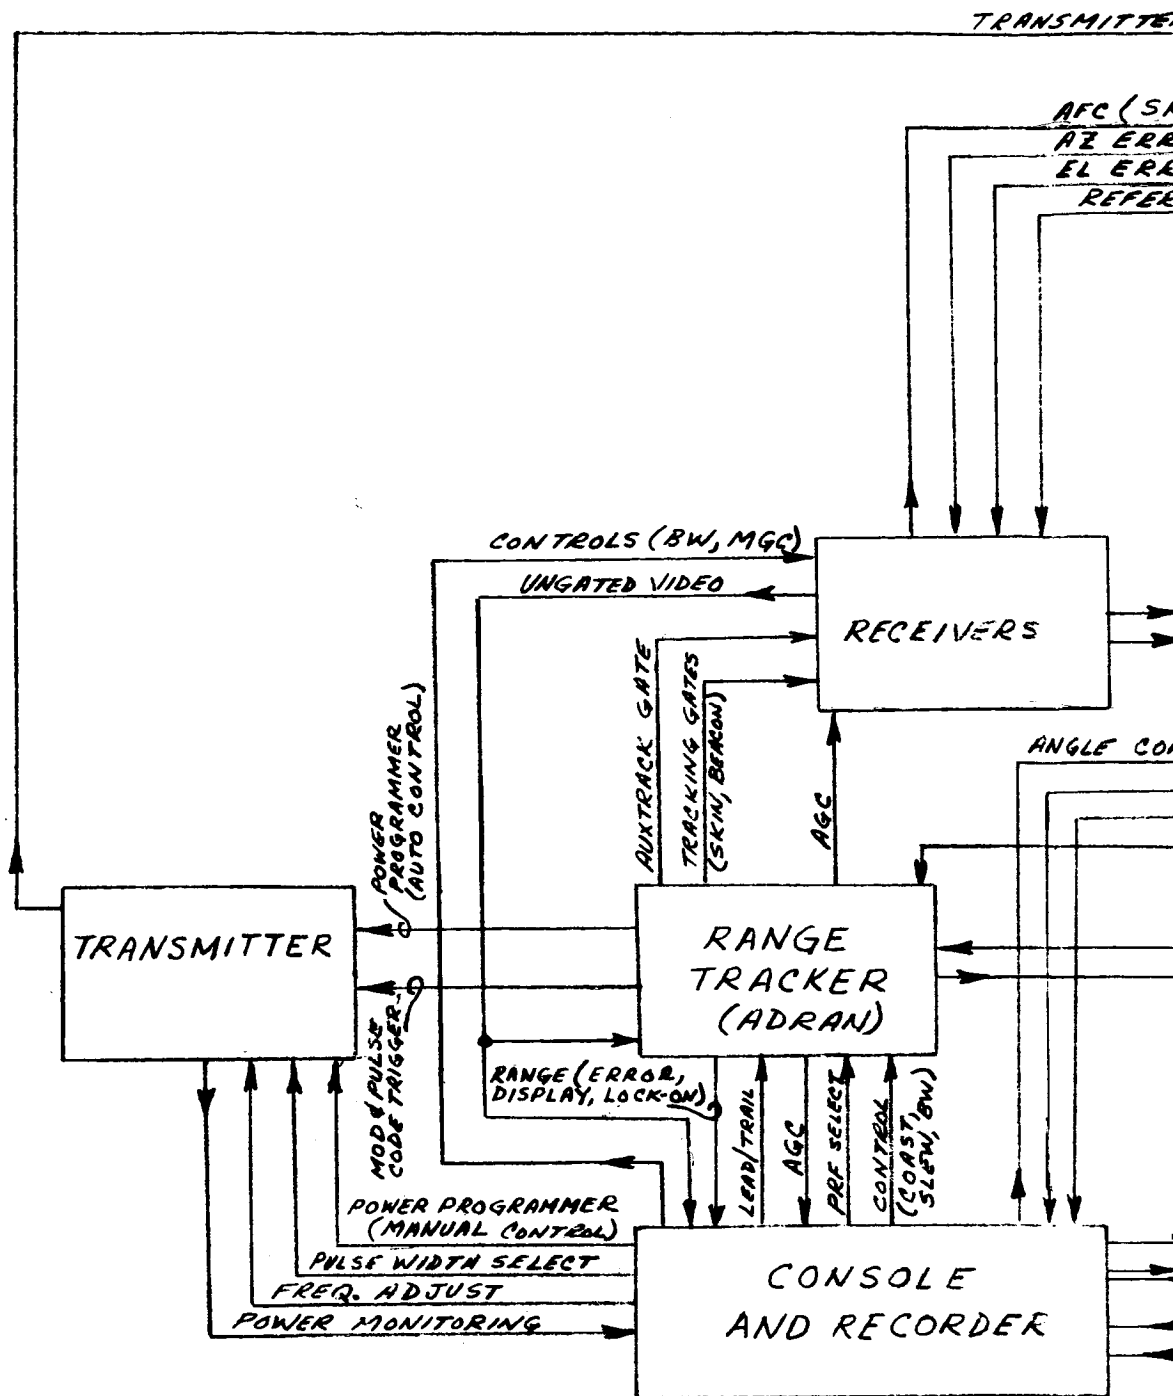 TRANSMITTE
AFC (S
AZ ERR
EL ERR
REFER
CONTROLS (BW, MGC)
UNGATED VIDEO
RECEIVERS
AUXTRACK GATE
TRACKING GATES
(SKIN, BEACON)
AGC
ANGLE CO
POWER
PROGRAMMER
(AUTO CONTROL)
TRANSMITTER
RANGE
TRACKER
(ADRAN)
MOD & PULSE
CODE TRIGGER
RANGE (ERROR,
DISPLAY, LOCK-ON)
LEAD/TRAIL
AGC
PRF SELECT
CONTROL
(COAST,
SLEW, BW)
POWER PROGRAMMER
(MANUAL CONTROL)
PULSE WIDTH SELECT
FREQ. ADJUST
POWER MONITORING
CONSOLE
AND RECORDER